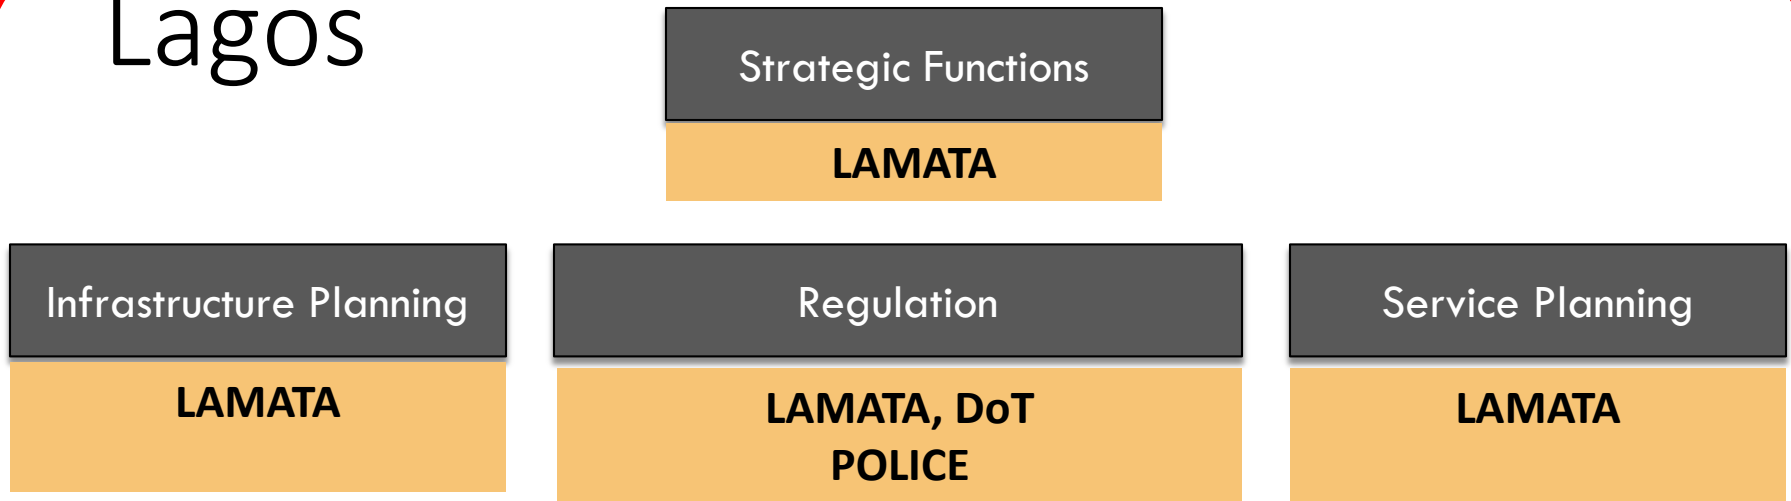 Lagos
Strategic Functions
LAMATA
Infrastructure Planning
LAMATA
Regulation
LAMATA, DoT
POLICE
Service Planning
LAMATA